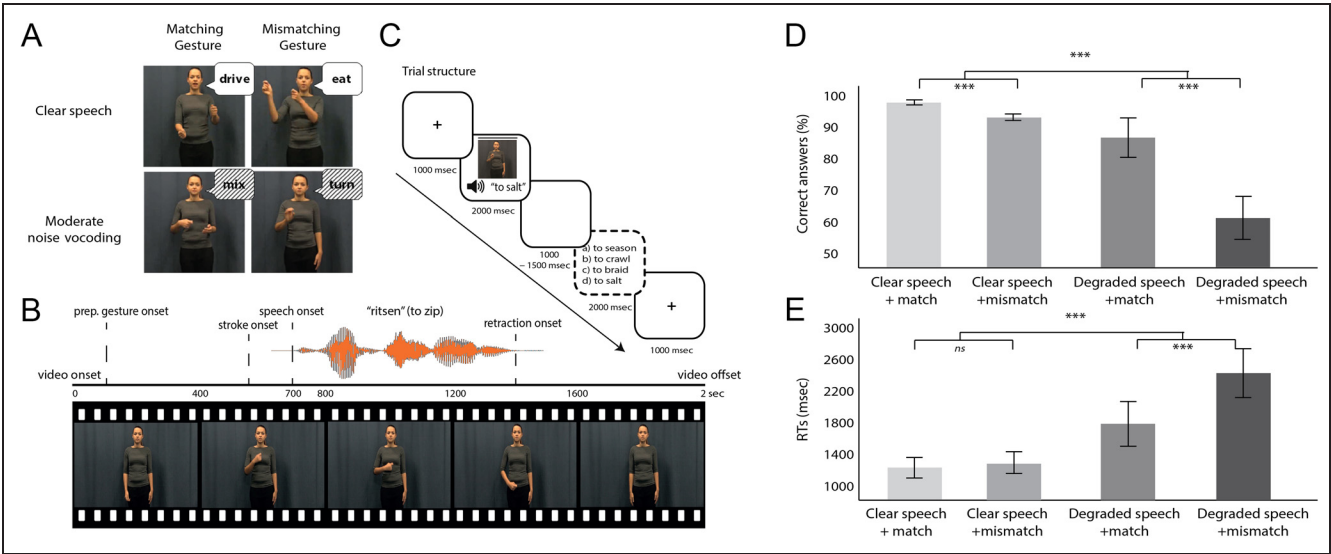 A
Matching
Gesture
Mismatching
Gesture
Clear speech
drive
eat
Moderate
noise vocoding
mix
turn
B
prep. gesture onset
stroke onset
speech onset
"ritsen" (to zip)
retraction onset
video onset
video offset
0 400 700 800 1200 1600 2 sec
C
Trial structure
+
1000 msec
"to salt"
2000 msec
1000
– 1500 msec
a) to season
b) to crawl
c) to braid
d) to salt
2000 msec
+
1000 msec
D
***
*** ***
Correct answers (%)
100
90
80
70
60
50
Clear speech
+ match
Clear speech
+mismatch
Degraded speech
+match
Degraded speech
+mismatch
E
***
ns ***
RTs (msec)
3000
2600
2200
1800
1400
1000
Clear speech
+ match
Clear speech
+mismatch
Degraded speech
+match
Degraded speech
+mismatch